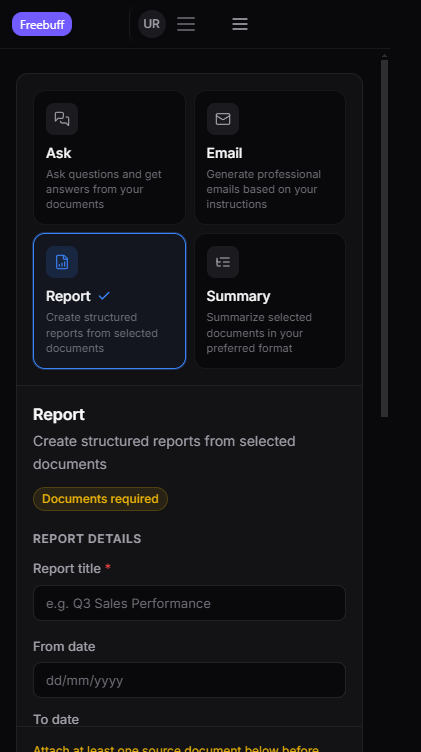 Freebuff
UR
Ask
Ask questions and get
answers from your
documents
Email
Generate professional
emails based on your
instructions
Report
Create structured
reports from selected
documents
Summary
Summarize selected
documents in your
preferred format
Report
Create structured reports from selected
documents
Documents required
REPORT DETAILS
Report title *
e.g. Q3 Sales Performance
From date
dd/mm/yyyy
To date
Attach at least one source document below before